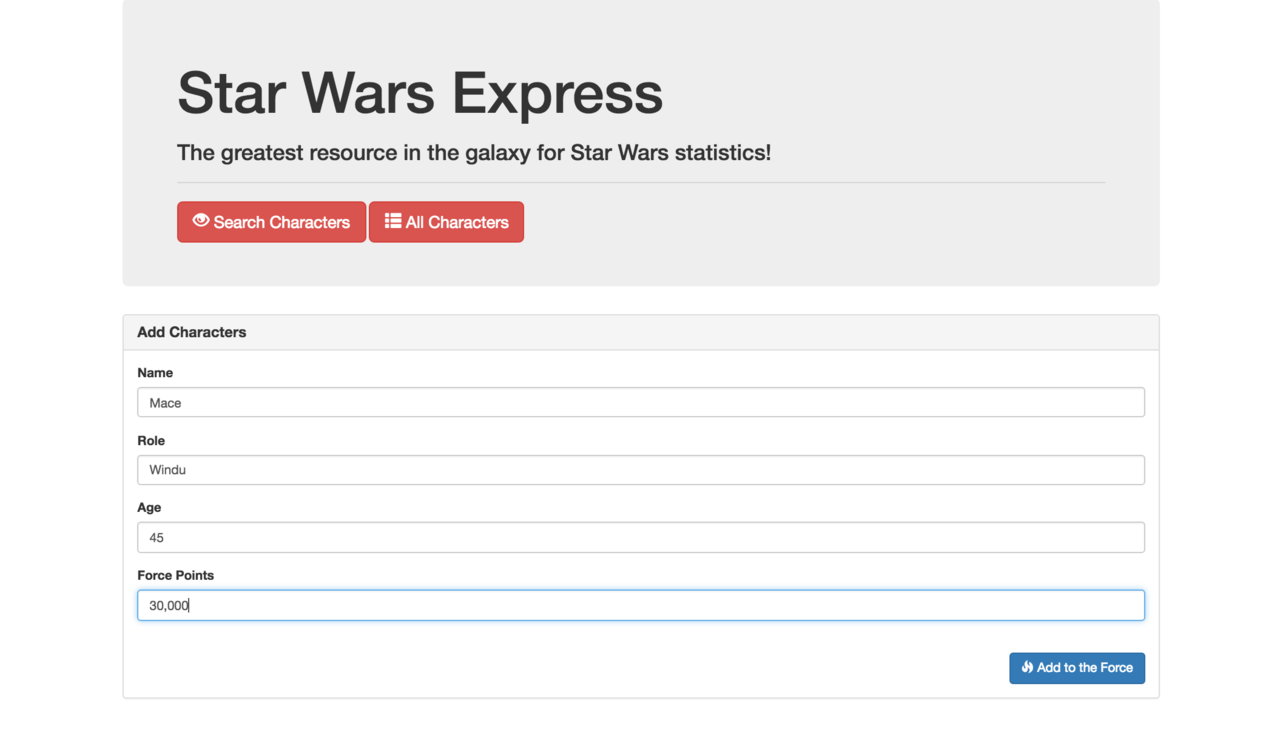 Star Wars Express
The greatest resource in the galaxy for Star Wars statistics!
Search Characters All Characters
Add Characters
Name
Mace
Role
Windu
Age
45
Force Points
30,000
Add to the Force